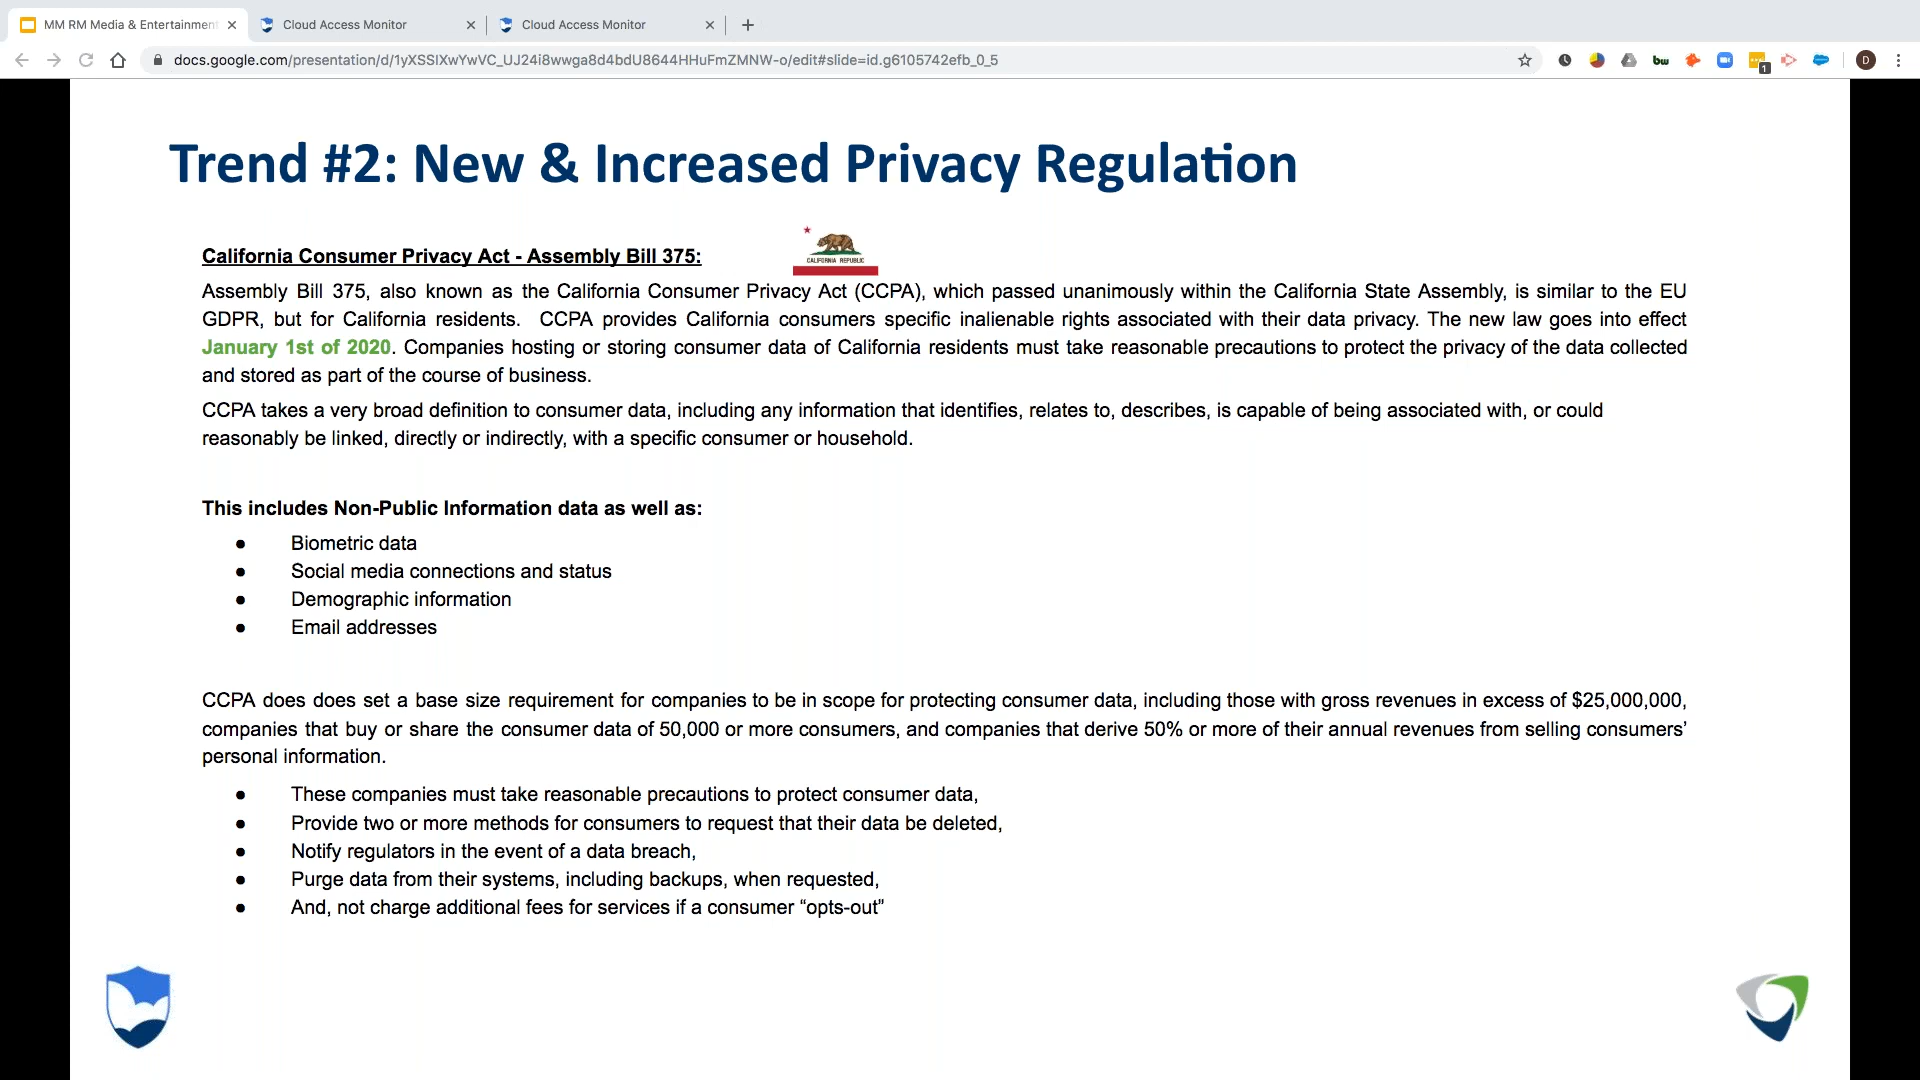 MM RM Media & Entertainment
Cloud Access Monitor
Cloud Access Monitor
docs.google.com/presentation/d/1yXSSIXwYwVC_UJ24i8wwga8d4bdU8644HHuFmZMNW-o/edit#slide=id.g6105742efb_0_5
bw
1
D
Trend #2: New & Increased Privacy Regulation
California Consumer Privacy Act - Assembly Bill 375:
CALIFORNIA REPUBLIC
Assembly Bill 375, also known as the California Consumer Privacy Act (CCPA), which passed unanimously within the California State Assembly, is similar to the EU
GDPR, but for California residents. CCPA provides California consumers specific inalienable rights associated with their data privacy. The new law goes into effect
January 1st of 2020. Companies hosting or storing consumer data of California residents must take reasonable precautions to protect the privacy of the data collected
and stored as part of the course of business.
CCPA takes a very broad definition to consumer data, including any information that identifies, relates to, describes, is capable of being associated with, or could
reasonably be linked, directly or indirectly, with a specific consumer or household.
This includes Non-Public Information data as well as:
● Biometric data
● Social media connections and status
● Demographic information
● Email addresses
CCPA does does set a base size requirement for companies to be in scope for protecting consumer data, including those with gross revenues in excess of $25,000,000,
companies that buy or share the consumer data of 50,000 or more consumers, and companies that derive 50% or more of their annual revenues from selling consumers’
personal information.
● These companies must take reasonable precautions to protect consumer data,
● Provide two or more methods for consumers to request that their data be deleted,
● Notify regulators in the event of a data breach,
● Purge data from their systems, including backups, when requested,
● And, not charge additional fees for services if a consumer “opts-out”